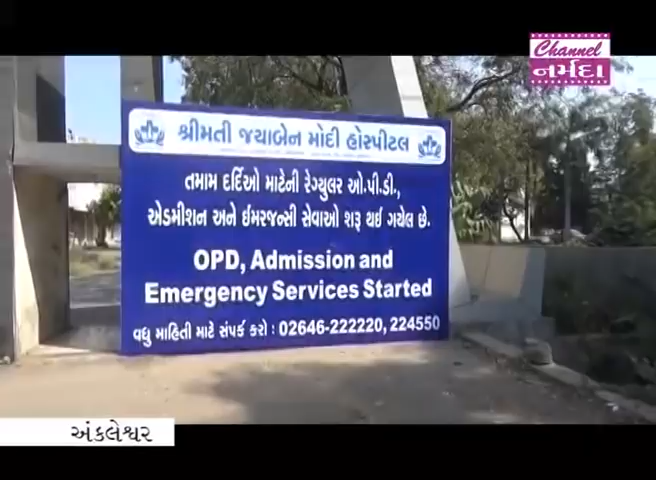 Channel
નર્મદા
શ્રીમતી જયાબેન મોદી હોસ્પીટલ
તમામ દર્દિઓ માટેની રેગ્યુલર ઓ.પી.ડી.,
એડમીશન અને ઈમરજન્સી સેવાઓ શરૂ થઈ ગયેલ છે.
OPD, Admission and
Emergency Services Started
વધુ માહિતી માટે સંપર્ક કરો : 02646-222220, 224550
અંકલેશ્વર